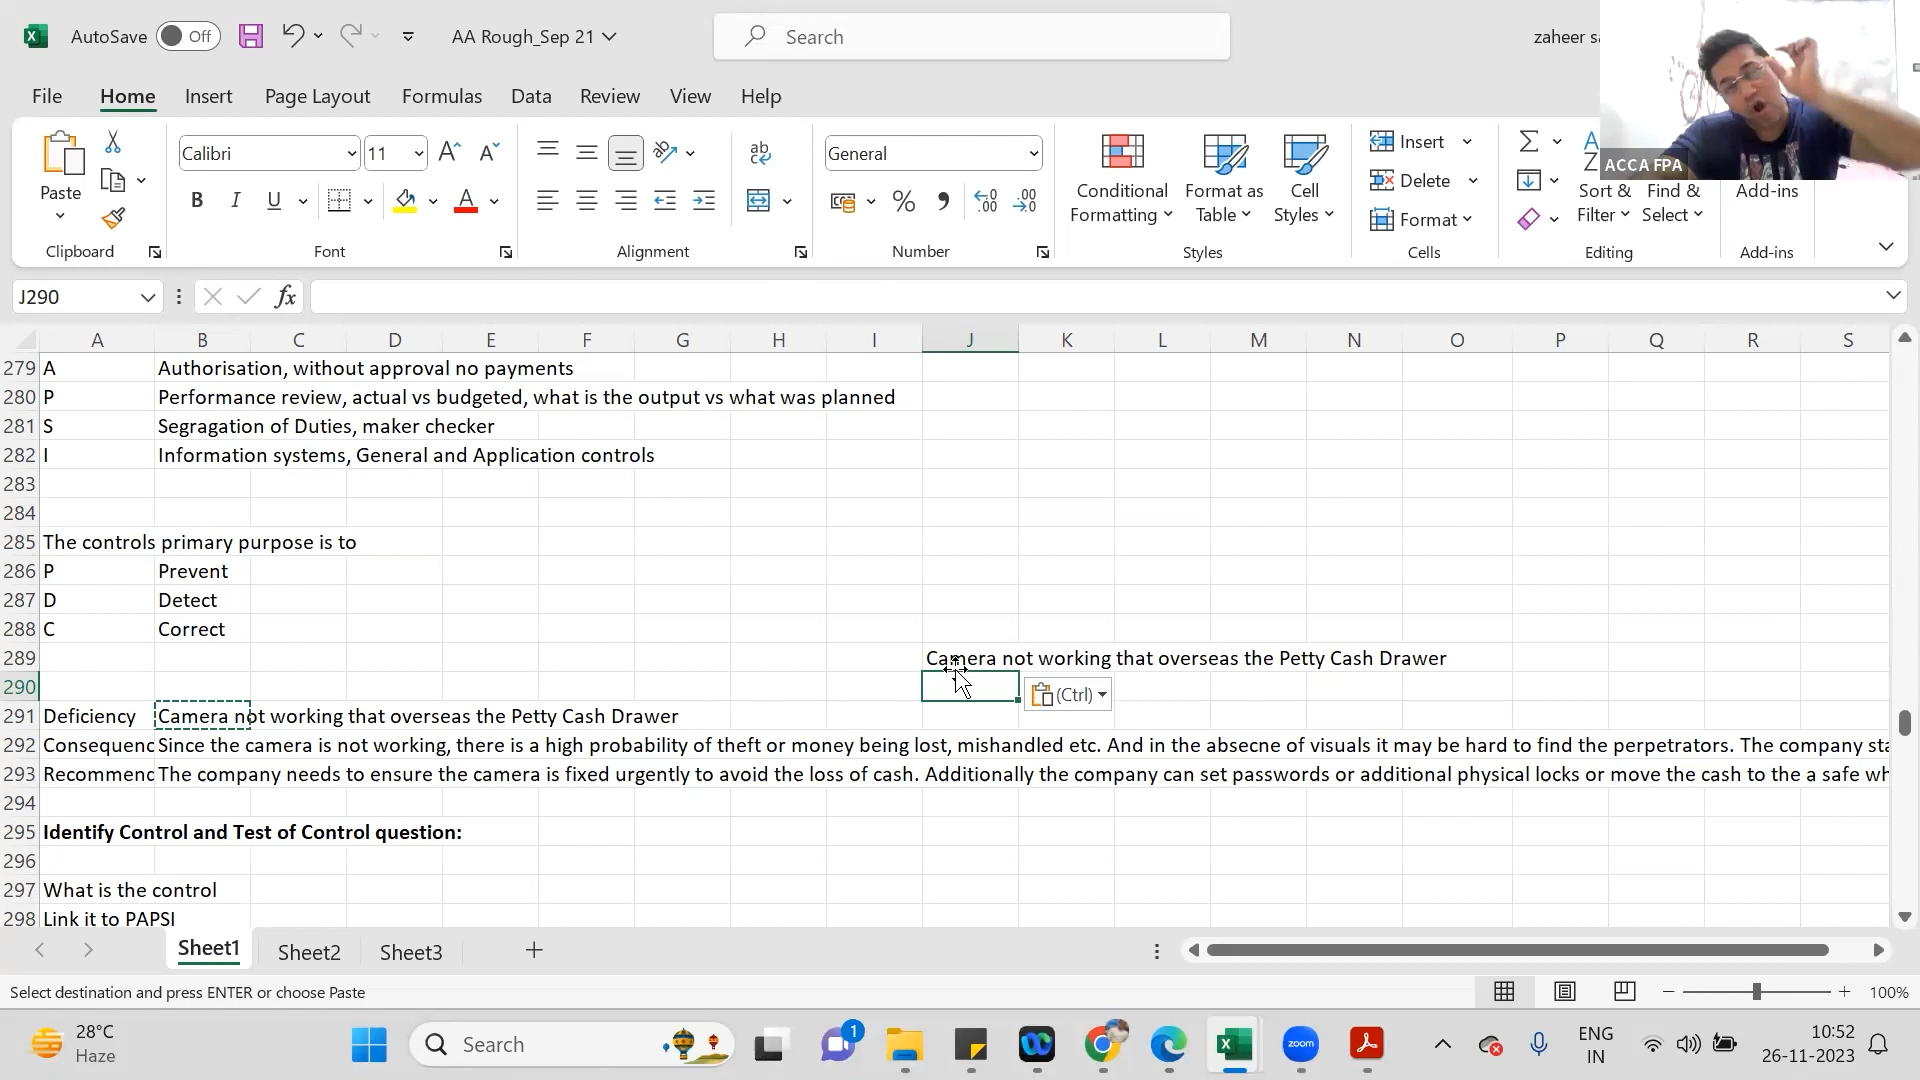 AutoSave Off AA Rough_Sep 21 Search zaheer sa
File Home Insert Page Layout Formulas Data Review View Help
ACCA FPA
Paste Calibri 11 General Conditional Formatting Format as Table Cell Styles Insert Delete Format Sort & Filter Find & Select Add-ins
Clipboard Font Alignment Number Styles Cells Editing Add-ins
J290 fx
A B C D E F G H I J K L M N O P Q R S
279 A Authorisation, without approval no payments
280 P Performance review, actual vs budgeted, what is the output vs what was planned
281 S Segragation of Duties, maker checker
282 I Information systems, General and Application controls
283
284
285 The controls primary purpose is to
286 P Prevent
287 D Detect
288 C Correct
289 Camera not working that overseas the Petty Cash Drawer
290 (Ctrl)
291 Deficiency Camera not working that overseas the Petty Cash Drawer
292 Consequenc Since the camera is not working, there is a high probability of theft or money being lost, mishandled etc. And in the absecne of visuals it may be hard to find the perpetrators. The company sta
293 Recommend The company needs to ensure the camera is fixed urgently to avoid the loss of cash. Additionally the company can set passwords or additional physical locks or move the cash to the a safe wh
294
295 Identify Control and Test of Control question:
296
297 What is the control
298 Link it to PAPSI
Sheet1 Sheet2 Sheet3
Select destination and press ENTER or choose Paste 100%
28°C
Haze
Search
1
zoom
ENG
IN
10:52
26-11-2023